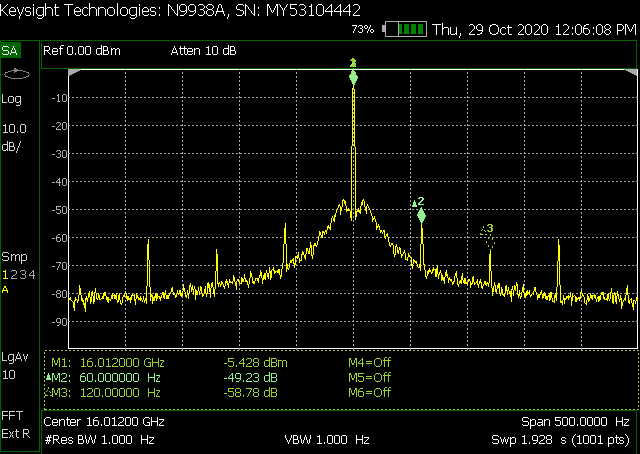 Keysight Technologies: N9938A, SN: MY53104442
73% Thu, 29 Oct 2020 12:06:08 PM
SA Ref 0.00 dBm Atten 10 dB
Log
10.0
dB/
-10
-20
-30
-40
-50
-60
-70
-80
-90
2
3
Smp
1234
A
LgAv
10
FFT
Ext R
M1: 16.012000 GHz -5.428 dBm M4=Off
M2: 60.000000 Hz -49.23 dB M5=Off
M3: 120.00000 Hz -58.78 dB M6=Off
Center 16.01200 GHz Span 500.0000 Hz
#Res BW 1.000 Hz VBW 1.000 Hz Swp 1.928 s (1001 pts)